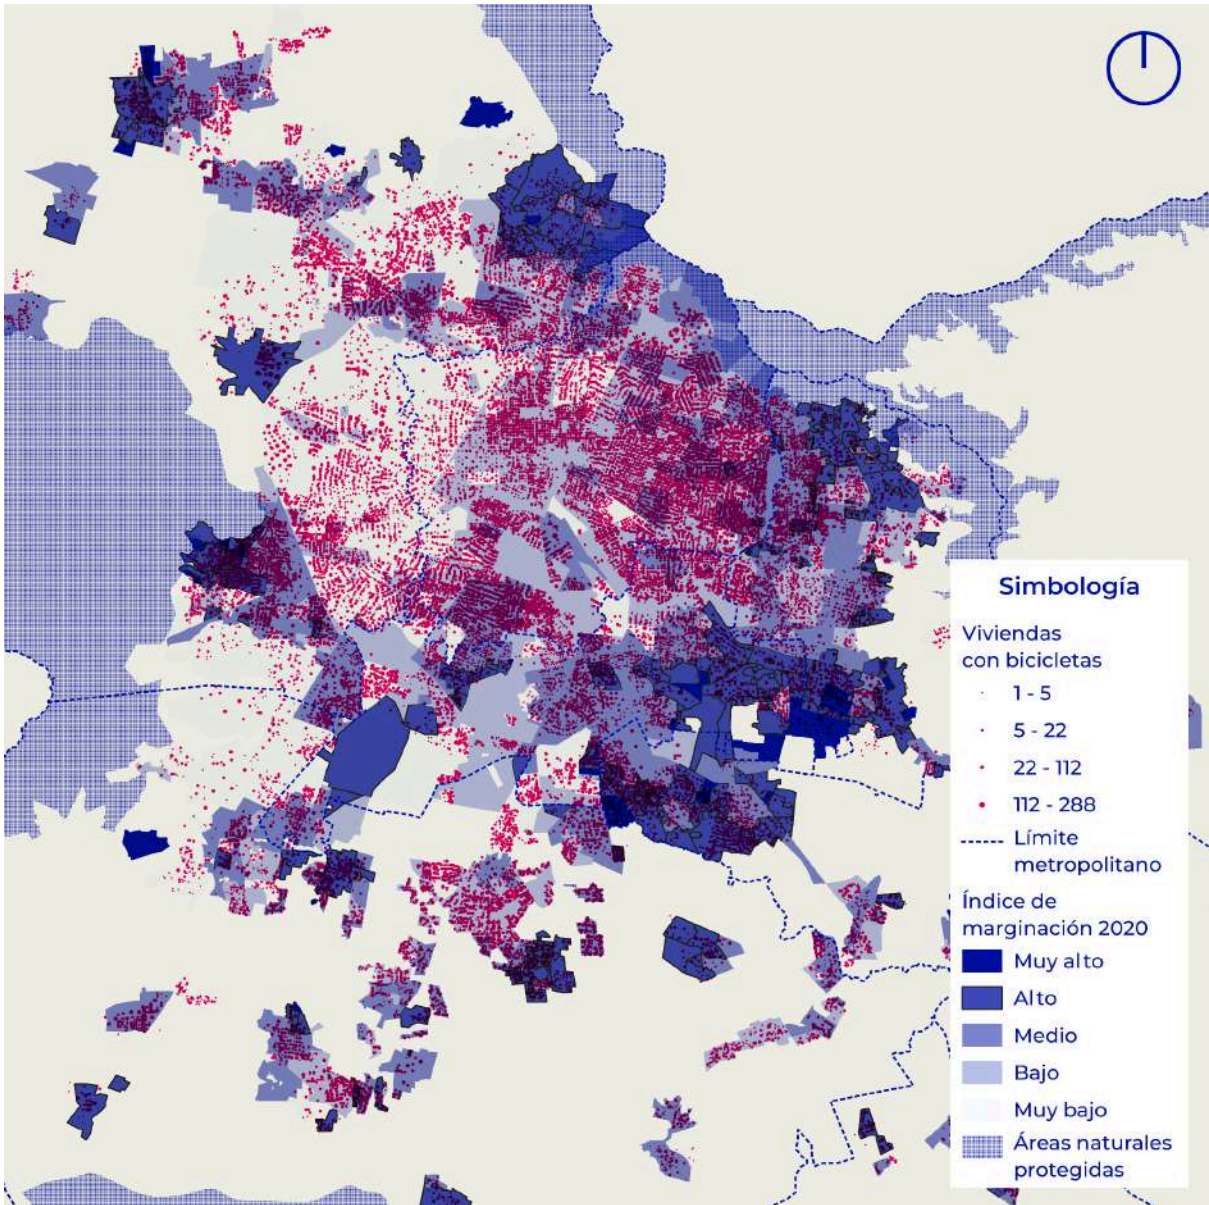 Simbología
Viviendas
con bicicletas
1 - 5
5 - 22
22 - 112
112 - 288
Límite
metropolitano
Índice de
marginación 2020
Muy alto
Alto
Medio
Bajo
Muy bajo
Áreas naturales
protegidas